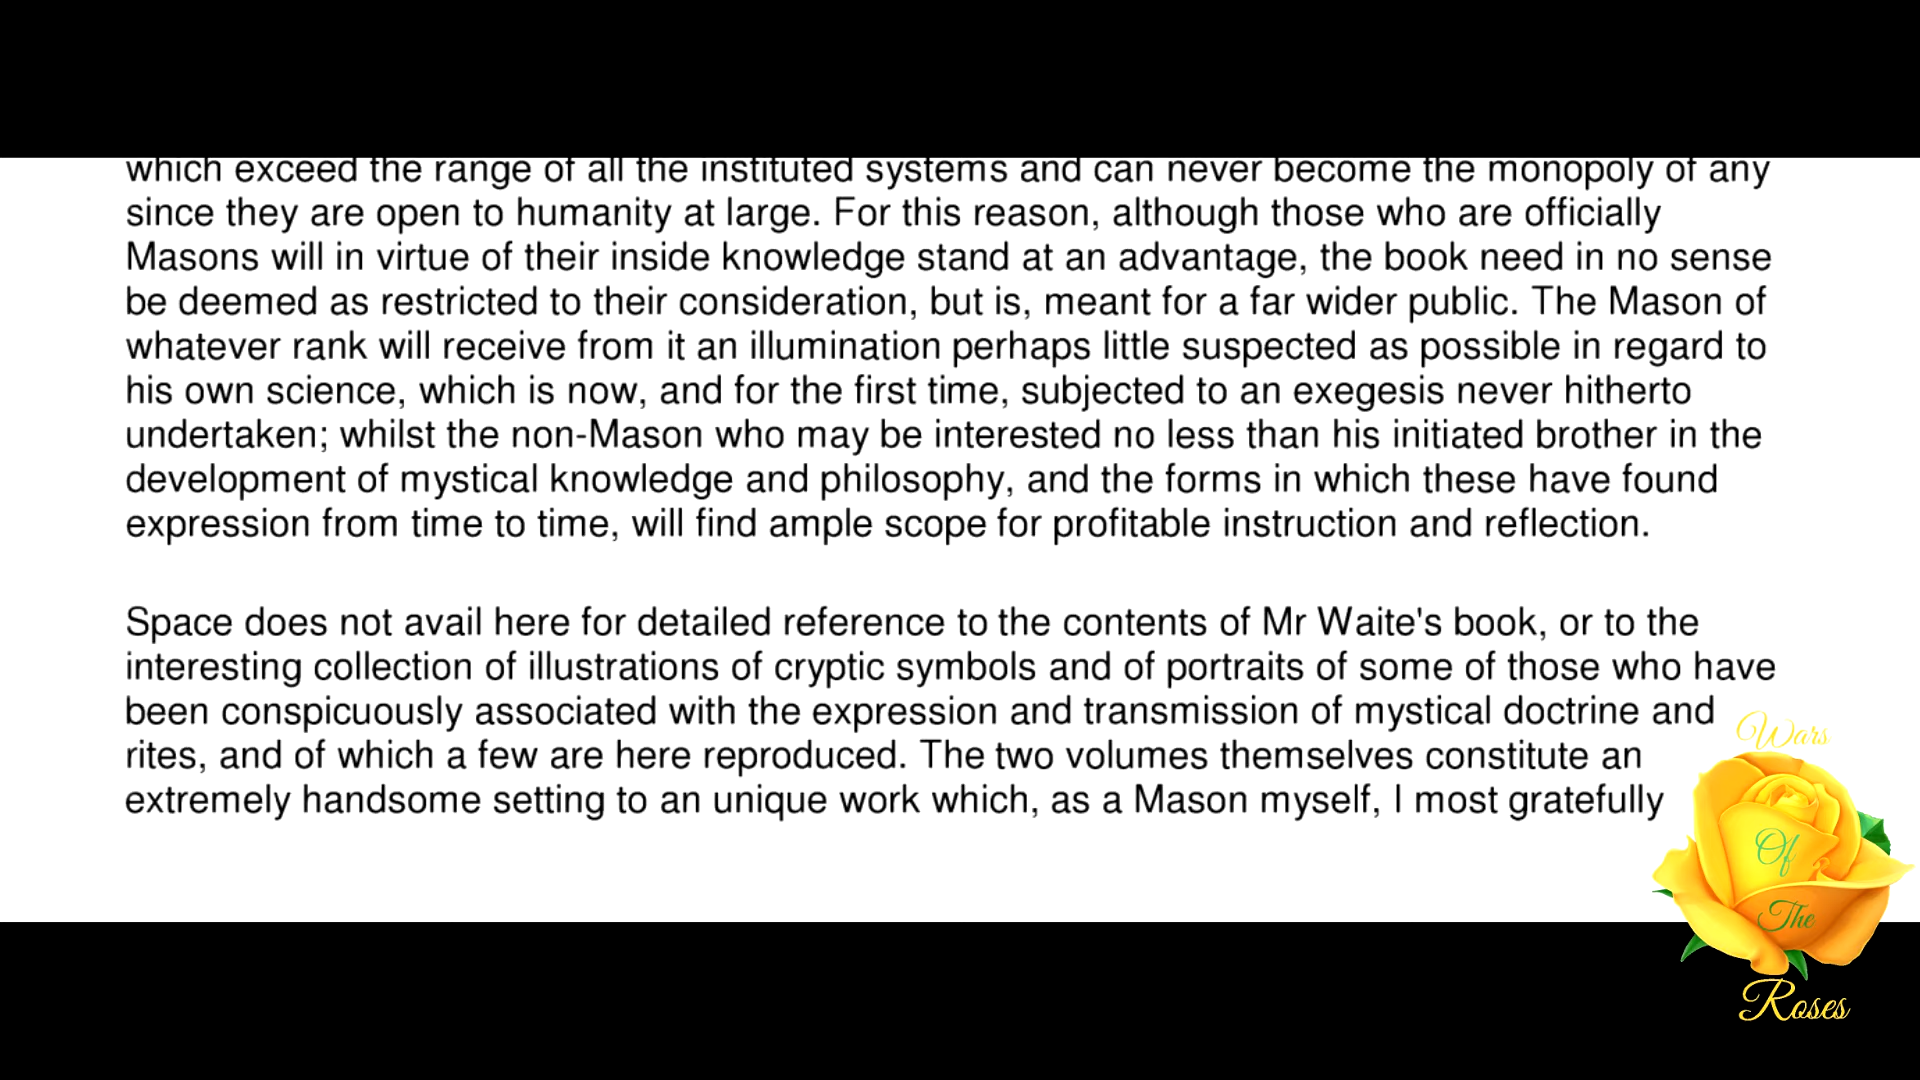 which exceed the range of all the instituted systems and can never become the monopoly of any
since they are open to humanity at large. For this reason, although those who are officially
Masons will in virtue of their inside knowledge stand at an advantage, the book need in no sense
be deemed as restricted to their consideration, but is, meant for a far wider public. The Mason of
whatever rank will receive from it an illumination perhaps little suspected as possible in regard to
his own science, which is now, and for the first time, subjected to an exegesis never hitherto
undertaken; whilst the non-Mason who may be interested no less than his initiated brother in the
development of mystical knowledge and philosophy, and the forms in which these have found
expression from time to time, will find ample scope for profitable instruction and reflection.
Space does not avail here for detailed reference to the contents of Mr Waite's book, or to the
interesting collection of illustrations of cryptic symbols and of portraits of some of those who have
been conspicuously associated with the expression and transmission of mystical doctrine and
rites, and of which a few are here reproduced. The two volumes themselves constitute an
extremely handsome setting to an unique work which, as a Mason myself, I most gratefully
Wars
Of
The
Roses